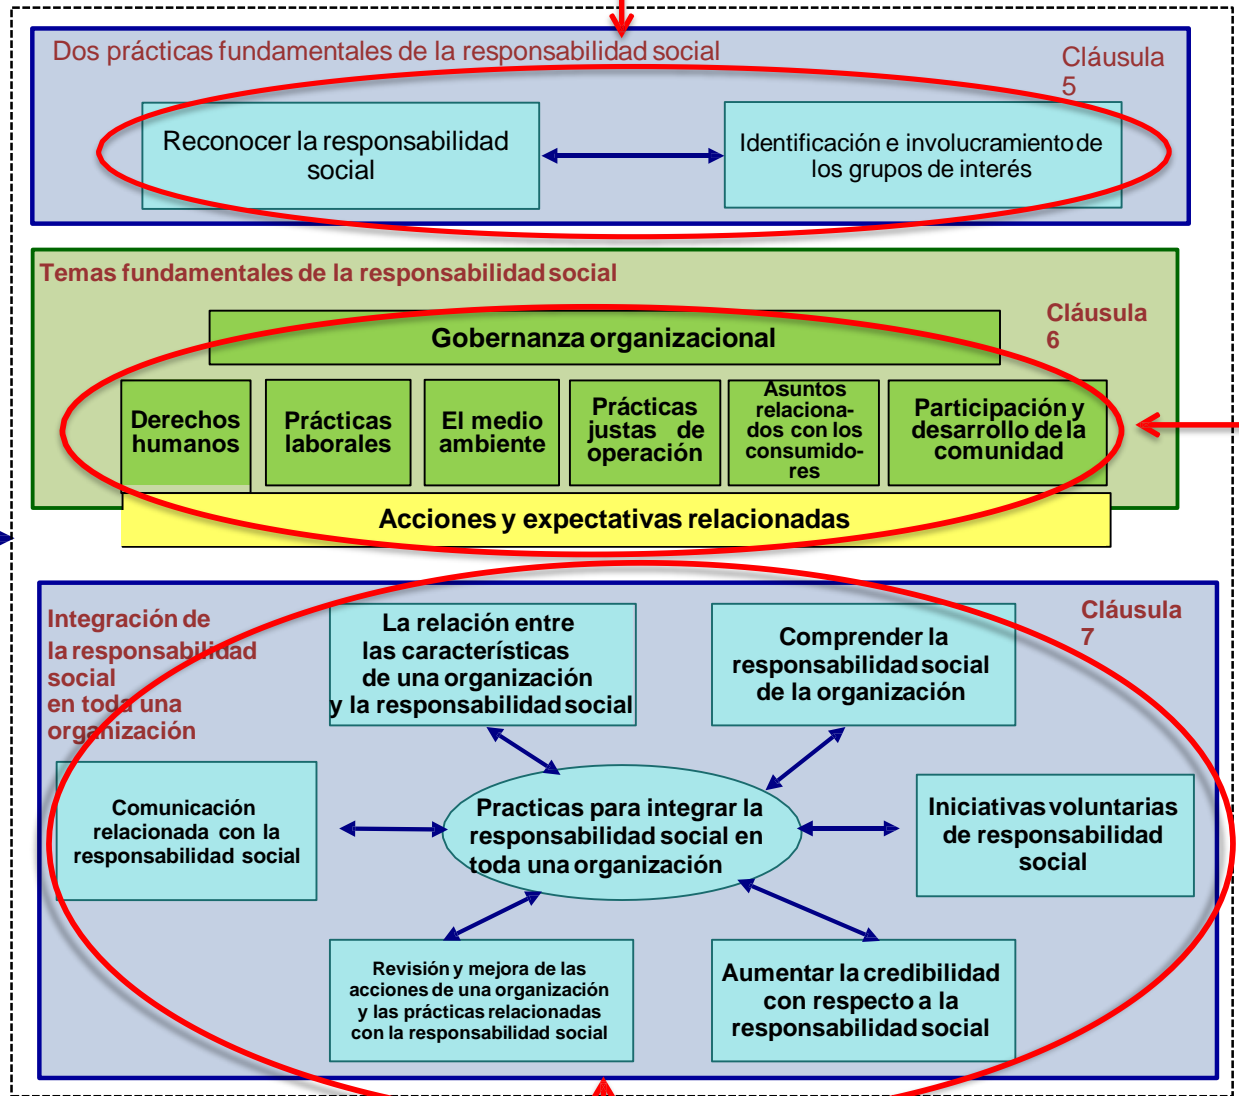 Dos prácticas fundamentales de la responsabilidad social
Cláusula
5
Reconocer la responsabilidad
social
Identificación e involucramiento de
los grupos de interés
Temas fundamentales de la responsabilidad social
Cláusula
6
Gobernanza organizacional
Derechos
humanos
Prácticas
laborales
El medio
ambiente
Prácticas
justas de
operación
Asuntos
relaciona-
dos con los
consumido-
res
Participación y
desarrollo de la
comunidad
Acciones y expectativas relacionadas
Integración de
la responsabilidad
social
en toda una
organización
Cláusula
7
La relación entre
las características
de una organización
y la responsabilidad social
Comprender la
responsabilidad social
de la organización
Comunicación
relacionada con la
responsabilidad social
Practicas para integrar la
responsabilidad social en
toda una organización
Iniciativas voluntarias
de responsabilidad
social
Revisión y mejora de las
acciones de una organización
y las prácticas relacionadas
con la responsabilidad social
Aumentar la credibilidad
con respecto a la
responsabilidad social